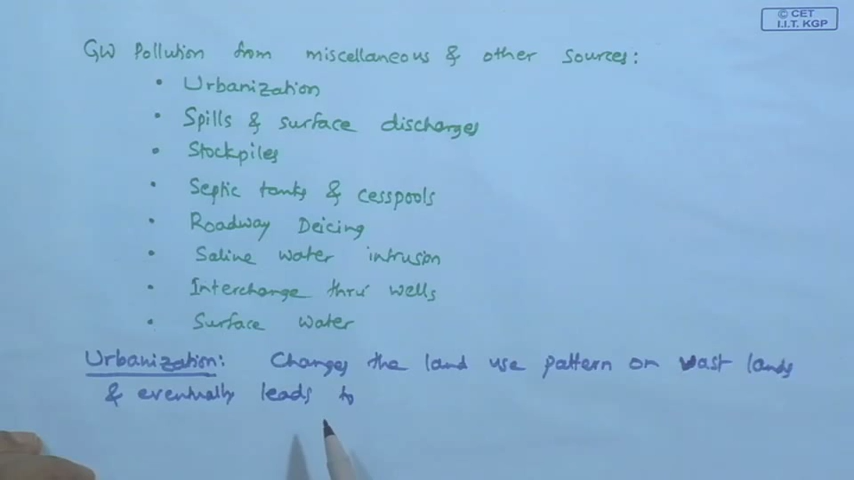 © CET
I.I.T. KGP
GW Pollution from miscellaneous & other sources:
• Urbanization
• Spills & surface discharges
• Stockpiles
• Septic tanks & cesspools
• Roadway Deicing
• Saline water intrusion
• Interchange thru' wells
• Surface water
Urbanization: Changes the land use pattern on vast lands
& eventually leads to